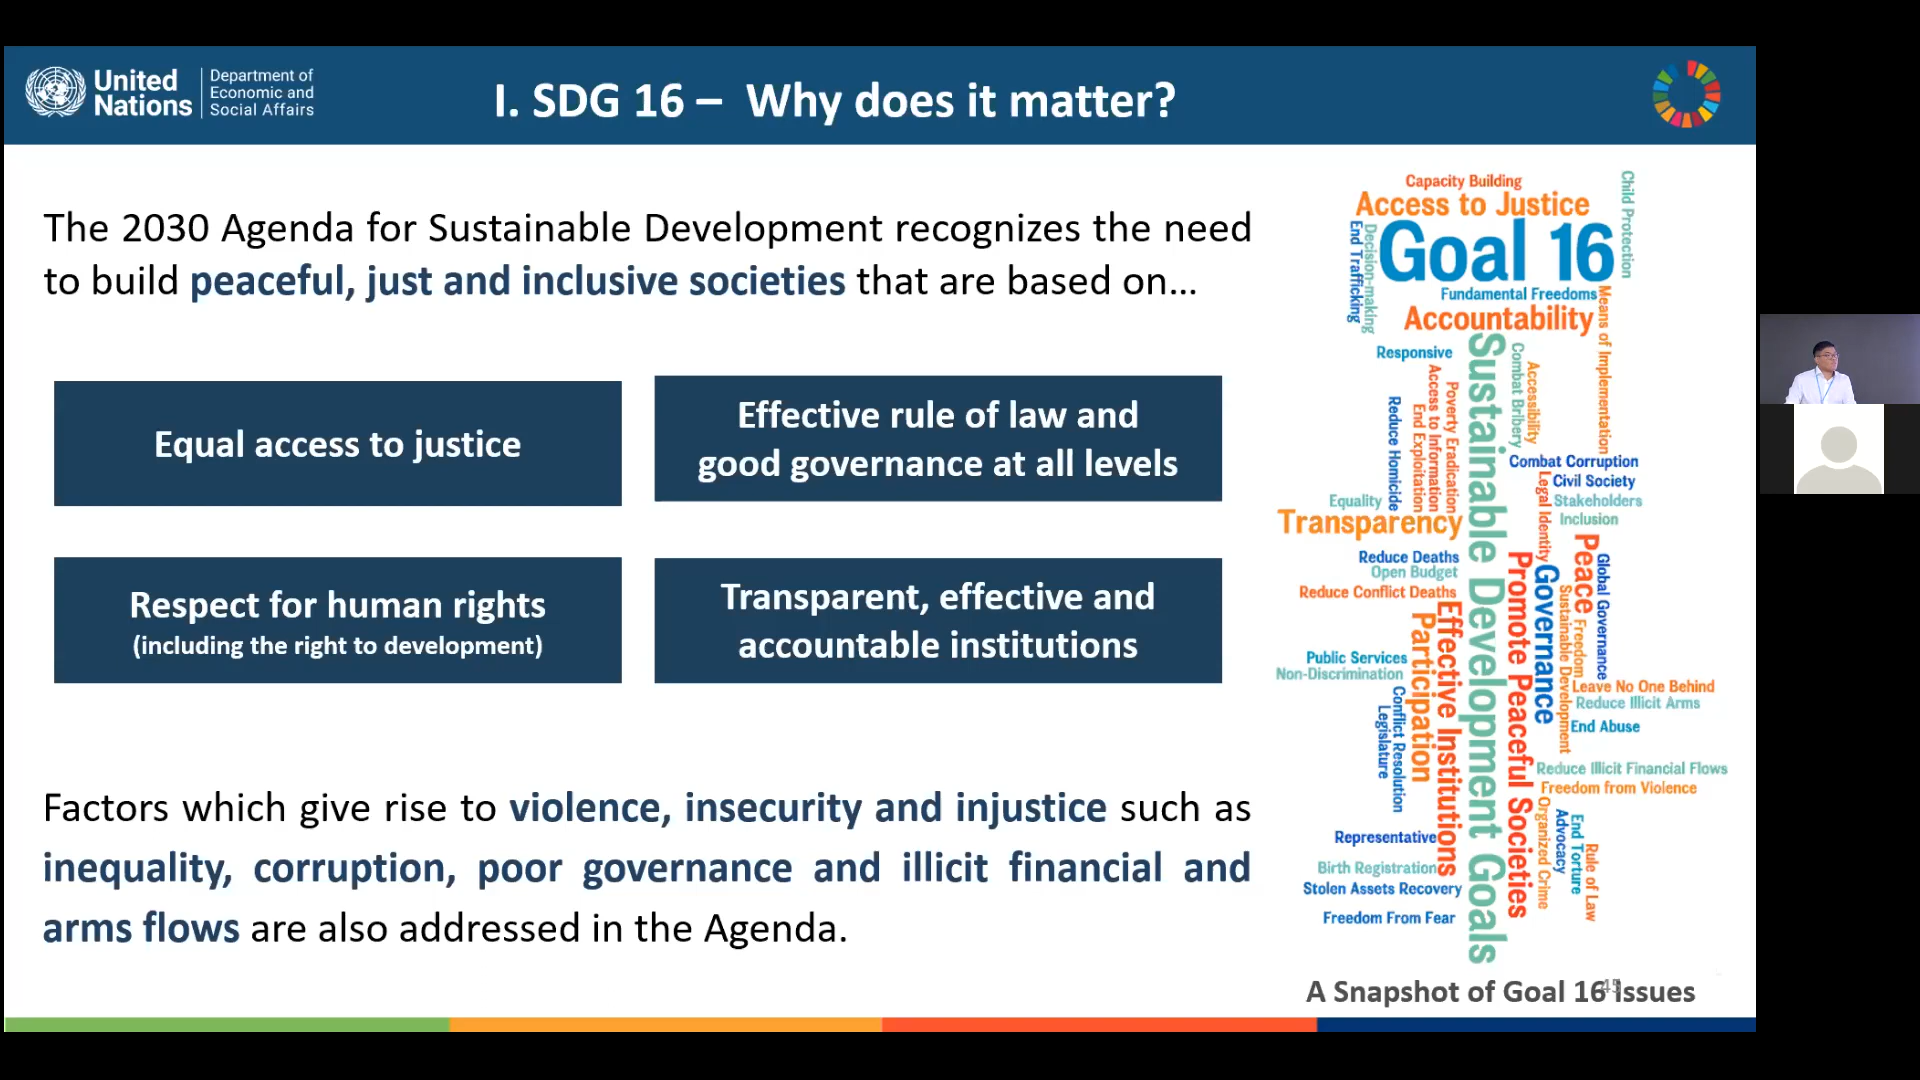 United
Nations
Department of
Economic and
Social Affairs
I. SDG 16 – Why does it matter?
The 2030 Agenda for Sustainable Development recognizes the need
to build peaceful, just and inclusive societies that are based on...
Equal access to justice
Effective rule of law and
good governance at all levels
Respect for human rights
(including the right to development)
Transparent, effective and
accountable institutions
Factors which give rise to violence, insecurity and injustice such as
inequality, corruption, poor governance and illicit financial and
arms flows are also addressed in the Agenda.
Capacity Building
Access to Justice
Child Protection
Goal 16
End Trafficking
Decision-making
Fundamental Freedoms
Means of Implementation
Accountability
Responsive
Sustainable Development Goals
Combat Bribery
Accessibility
Access to Information
Poverty Eradication
End Exploitation
Reduce Homicide
Combat Corruption
Civil Society
Legal Identity
Stakeholders
Inclusion
Equality
Transparency
Peace
Global Governance
Reduce Deaths
Open Budget
Reduce Conflict Deaths
Promote Peaceful Societies
Governance
Sustainable Development
Freedom
Effective Institutions
Participation
Public Services
Non-Discrimination
Leave No One Behind
Reduce Illicit Arms
End Abuse
Conflict Resolution
Legislature
Reduce Illicit Financial Flows
Freedom from Violence
Organized Crime
Advocacy
End Torture
Rule of Law
Representative
Birth Registration
Stolen Assets Recovery
Freedom From Fear
A Snapshot of Goal 16 Issues
45